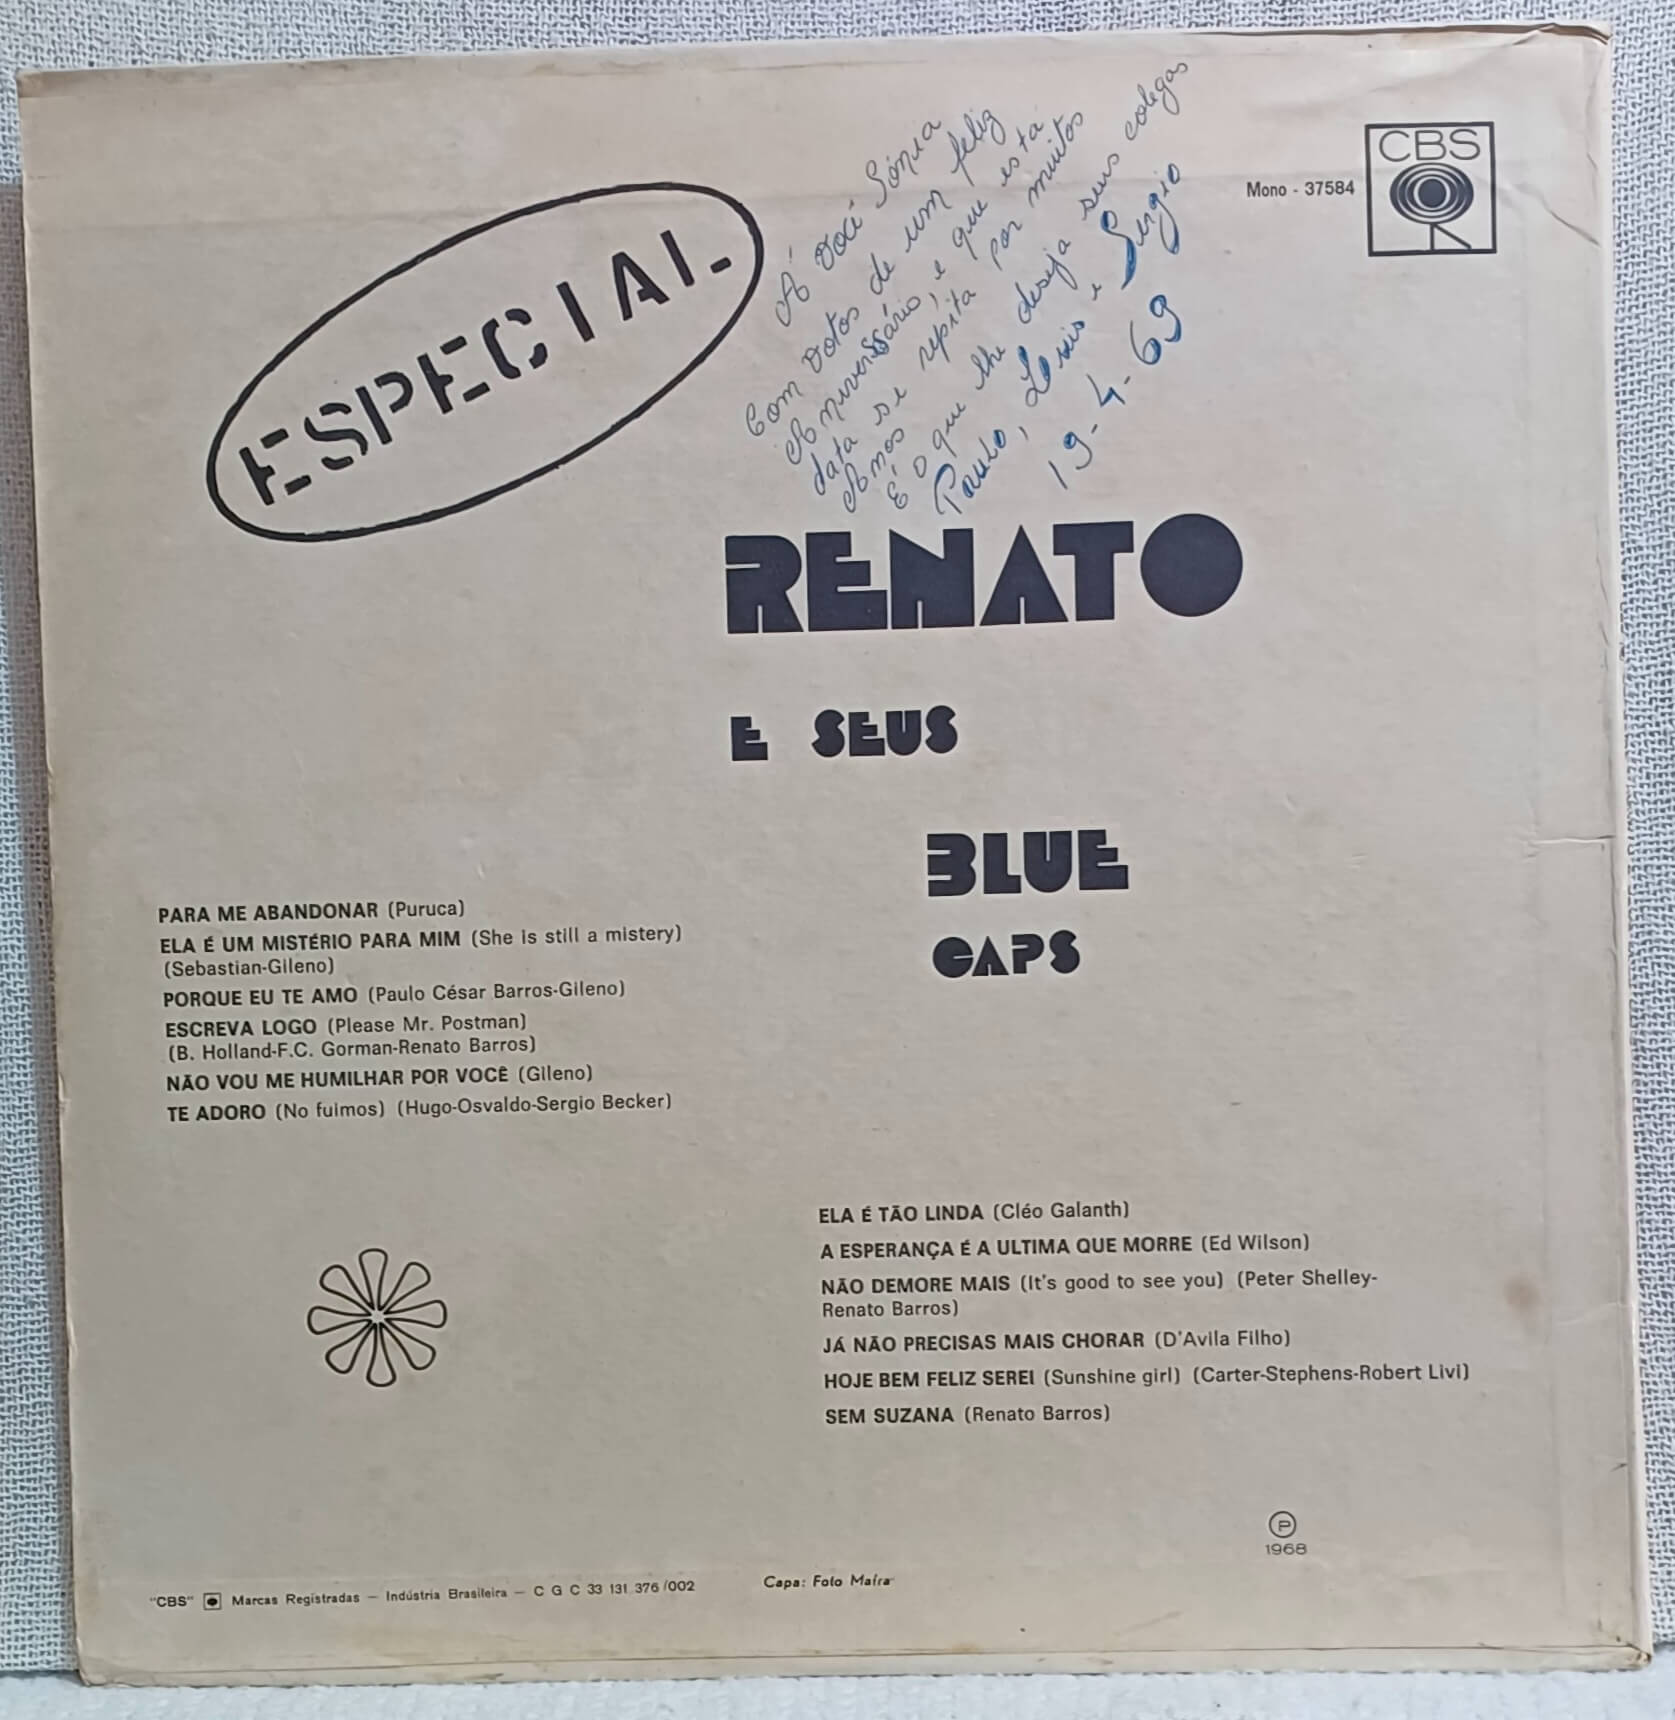 CBS
Mono - 37584
ESPECIAL
Á você Sônia
Com votos de um feliz
Aniversário, e que esta
data se repita por muitos
Anos
É o que lhe deseja seus colegas
Paulo, Luis e Sergio
19-4-69
RENATO
E SEUS
BLUE
CAPS
PARA ME ABANDONAR (Puruca)
ELA É UM MISTÉRIO PARA MIM (She is still a mistery)
(Sebastian-Gileno)
PORQUE EU TE AMO (Paulo César Barros-Gileno)
ESCREVA LOGO (Please Mr. Postman)
(B. Holland-F.C. Gorman-Renato Barros)
NÃO VOU ME HUMILHAR POR VOCÊ (Gileno)
TE ADORO (No fuimos) (Hugo-Osvaldo-Sergio Becker)
ELA É TÃO LINDA (Cléo Galanth)
A ESPERANÇA É A ULTIMA QUE MORRE (Ed Wilson)
NÃO DEMORE MAIS (It's good to see you) (Peter Shelley-
Renato Barros)
JÁ NÃO PRECISAS MAIS CHORAR (D'Avila Filho)
HOJE BEM FELIZ SEREI (Sunshine girl) (Carter-Stephens-Robert Livi)
SEM SUZANA (Renato Barros)
℗
1968
"CBS" Marcas Registradas — Indústria Brasileira — C G C 33 131 376/002
Capa: Foto Mafra